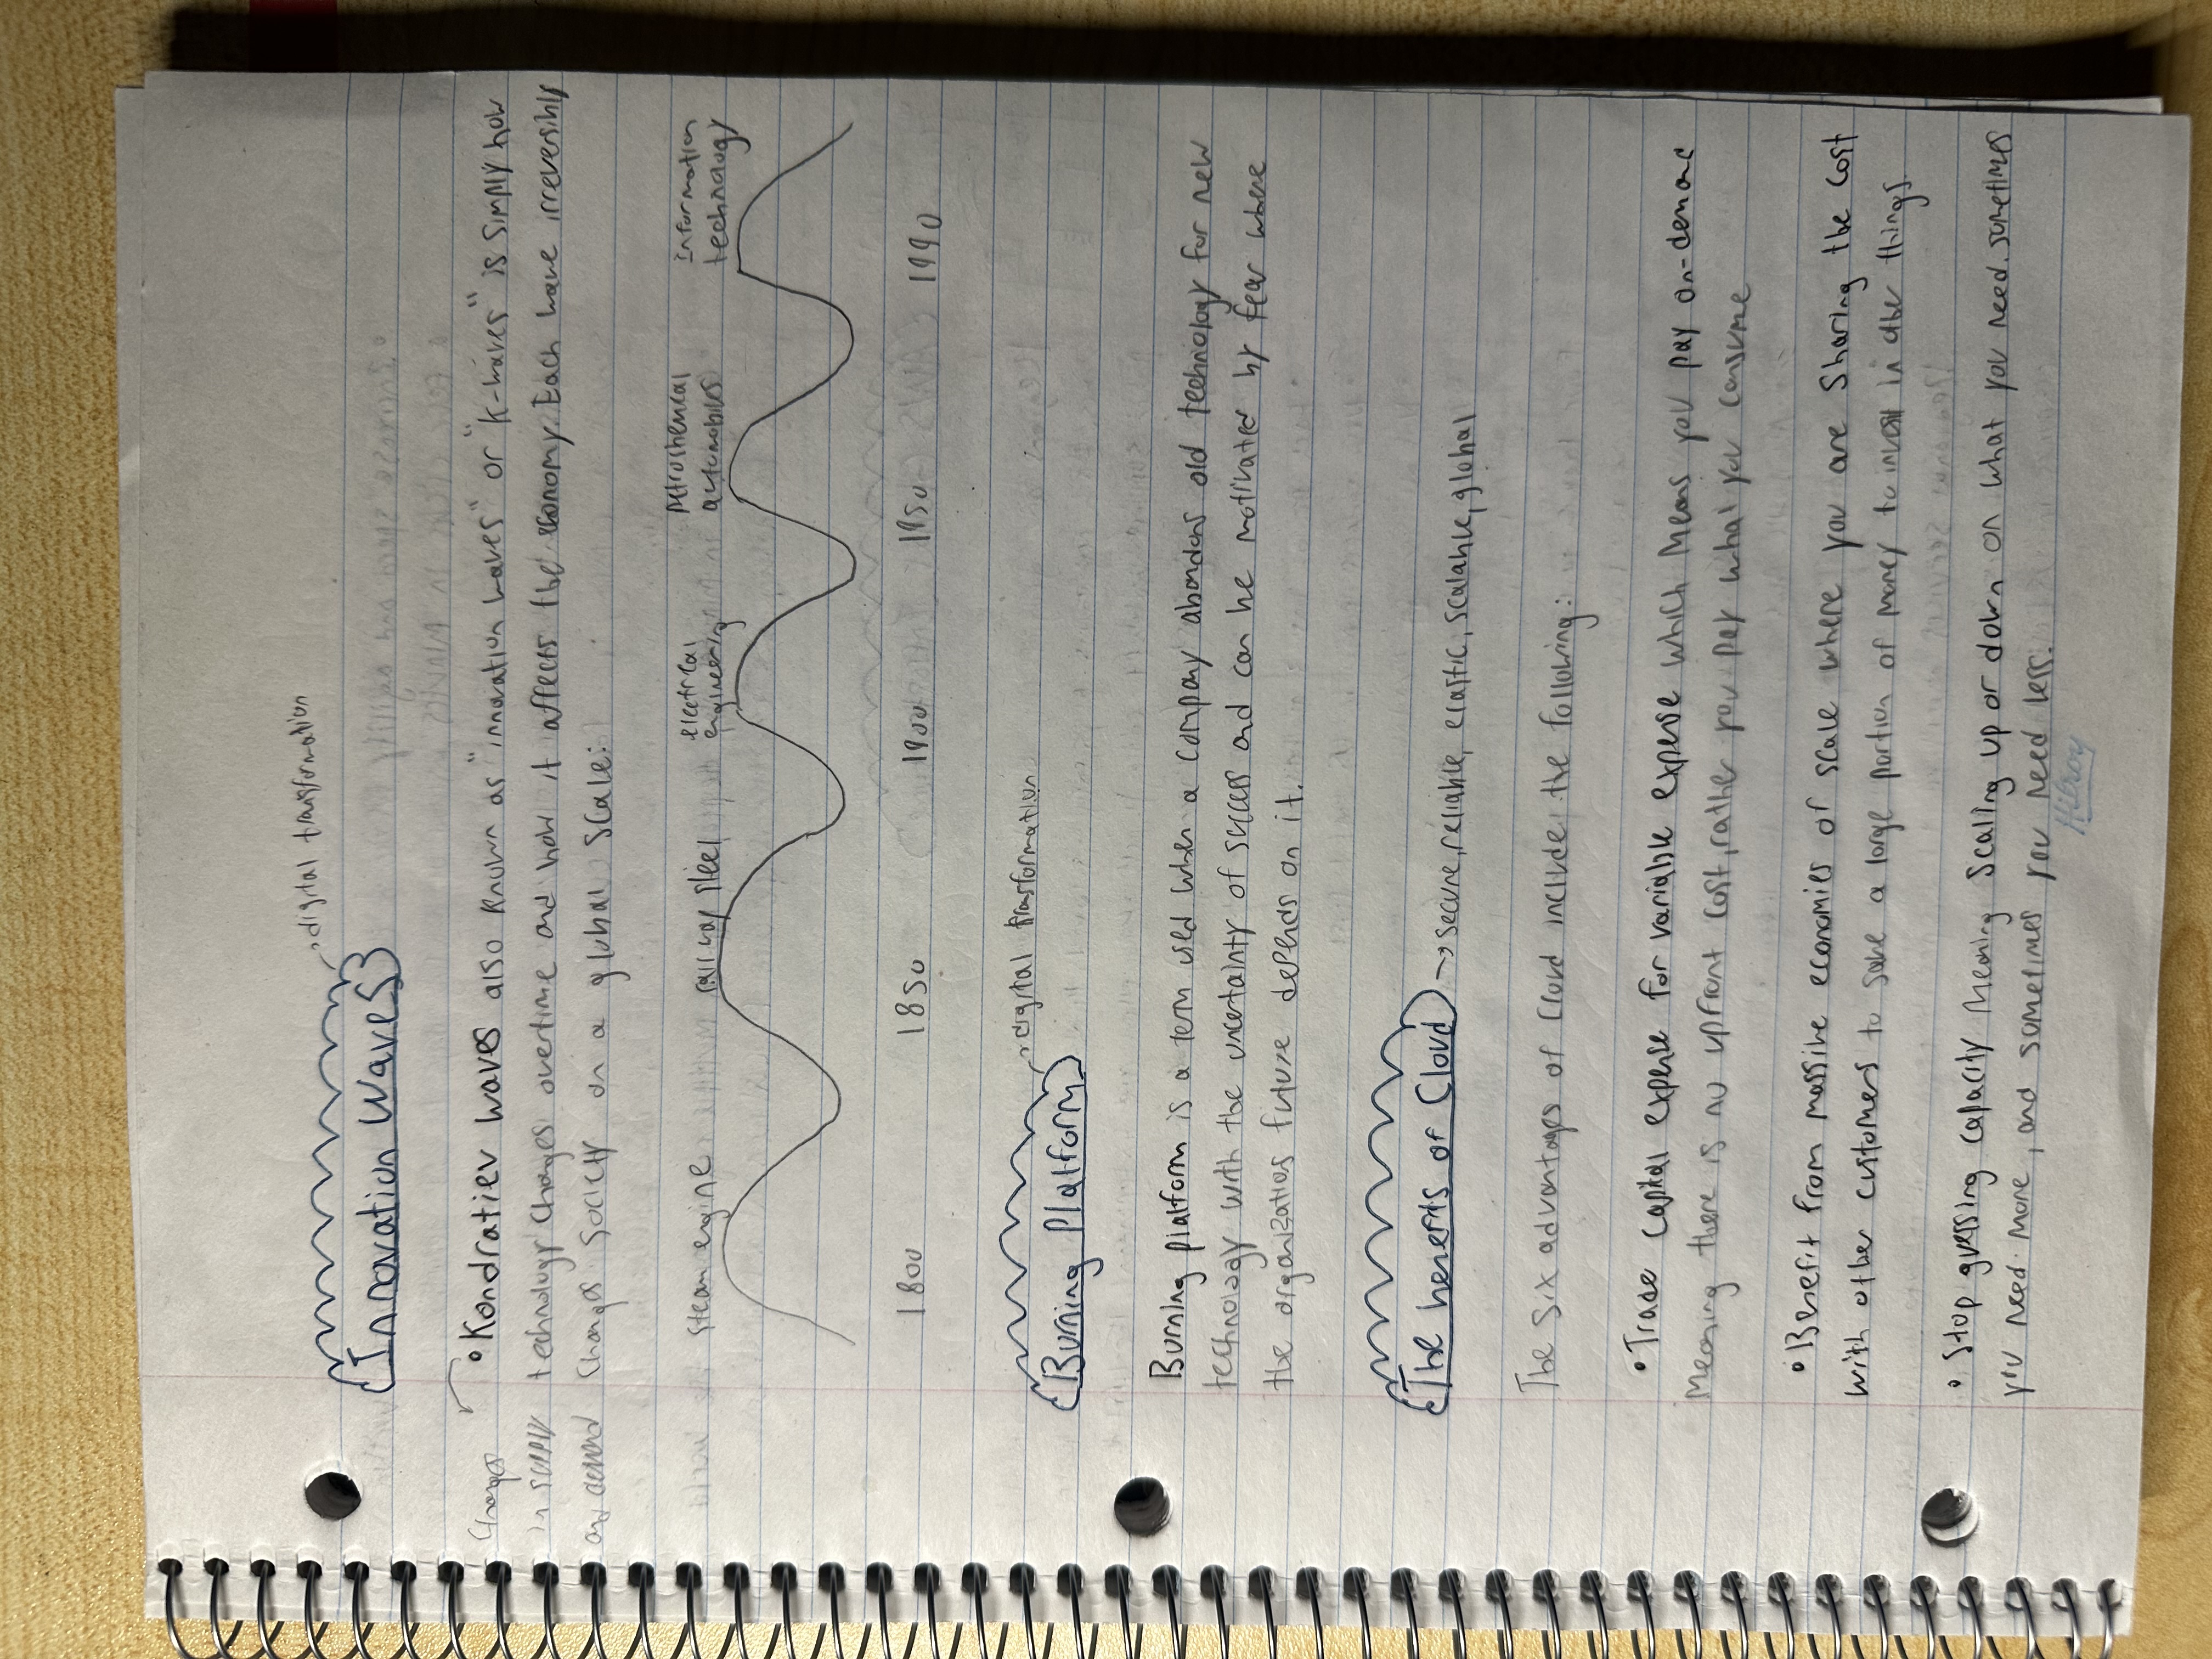 digital transformation
Innovation Waves
• Kondratiev waves also known as "innovation waves" or "K-waves" is simply how
technology changes overtime and how it affects the economy. Each wave irreversibly
changes society on a global scale:
Changes
in supply
and demand
steam engine railway steel electrical engineering petrochemical automobiles Information technology
1800 1850 1900 1950 1990
digital transformation
Burning Platform
Burning platform is a term used when a company abandons old technology for new
technology with the uncertainty of success and can be motivated by fear where
the organizations future depends on it.
The benefits of Cloud → secure, reliable, elastic, scalable, global
The six advantages of Cloud include the following:
• Trade capital expense for variable expense which means you pay on-demand
Meaning there is no upfront cost, rather you pay what you consume
• Benefit from massive economies of scale where you are Sharing the cost
with other customers to save a large portion of money to invest in other things.
• Stop guessing capacity Meaning Scaling up or down on what you need. sometimes
you need more, and sometimes you need less.
Hilroy